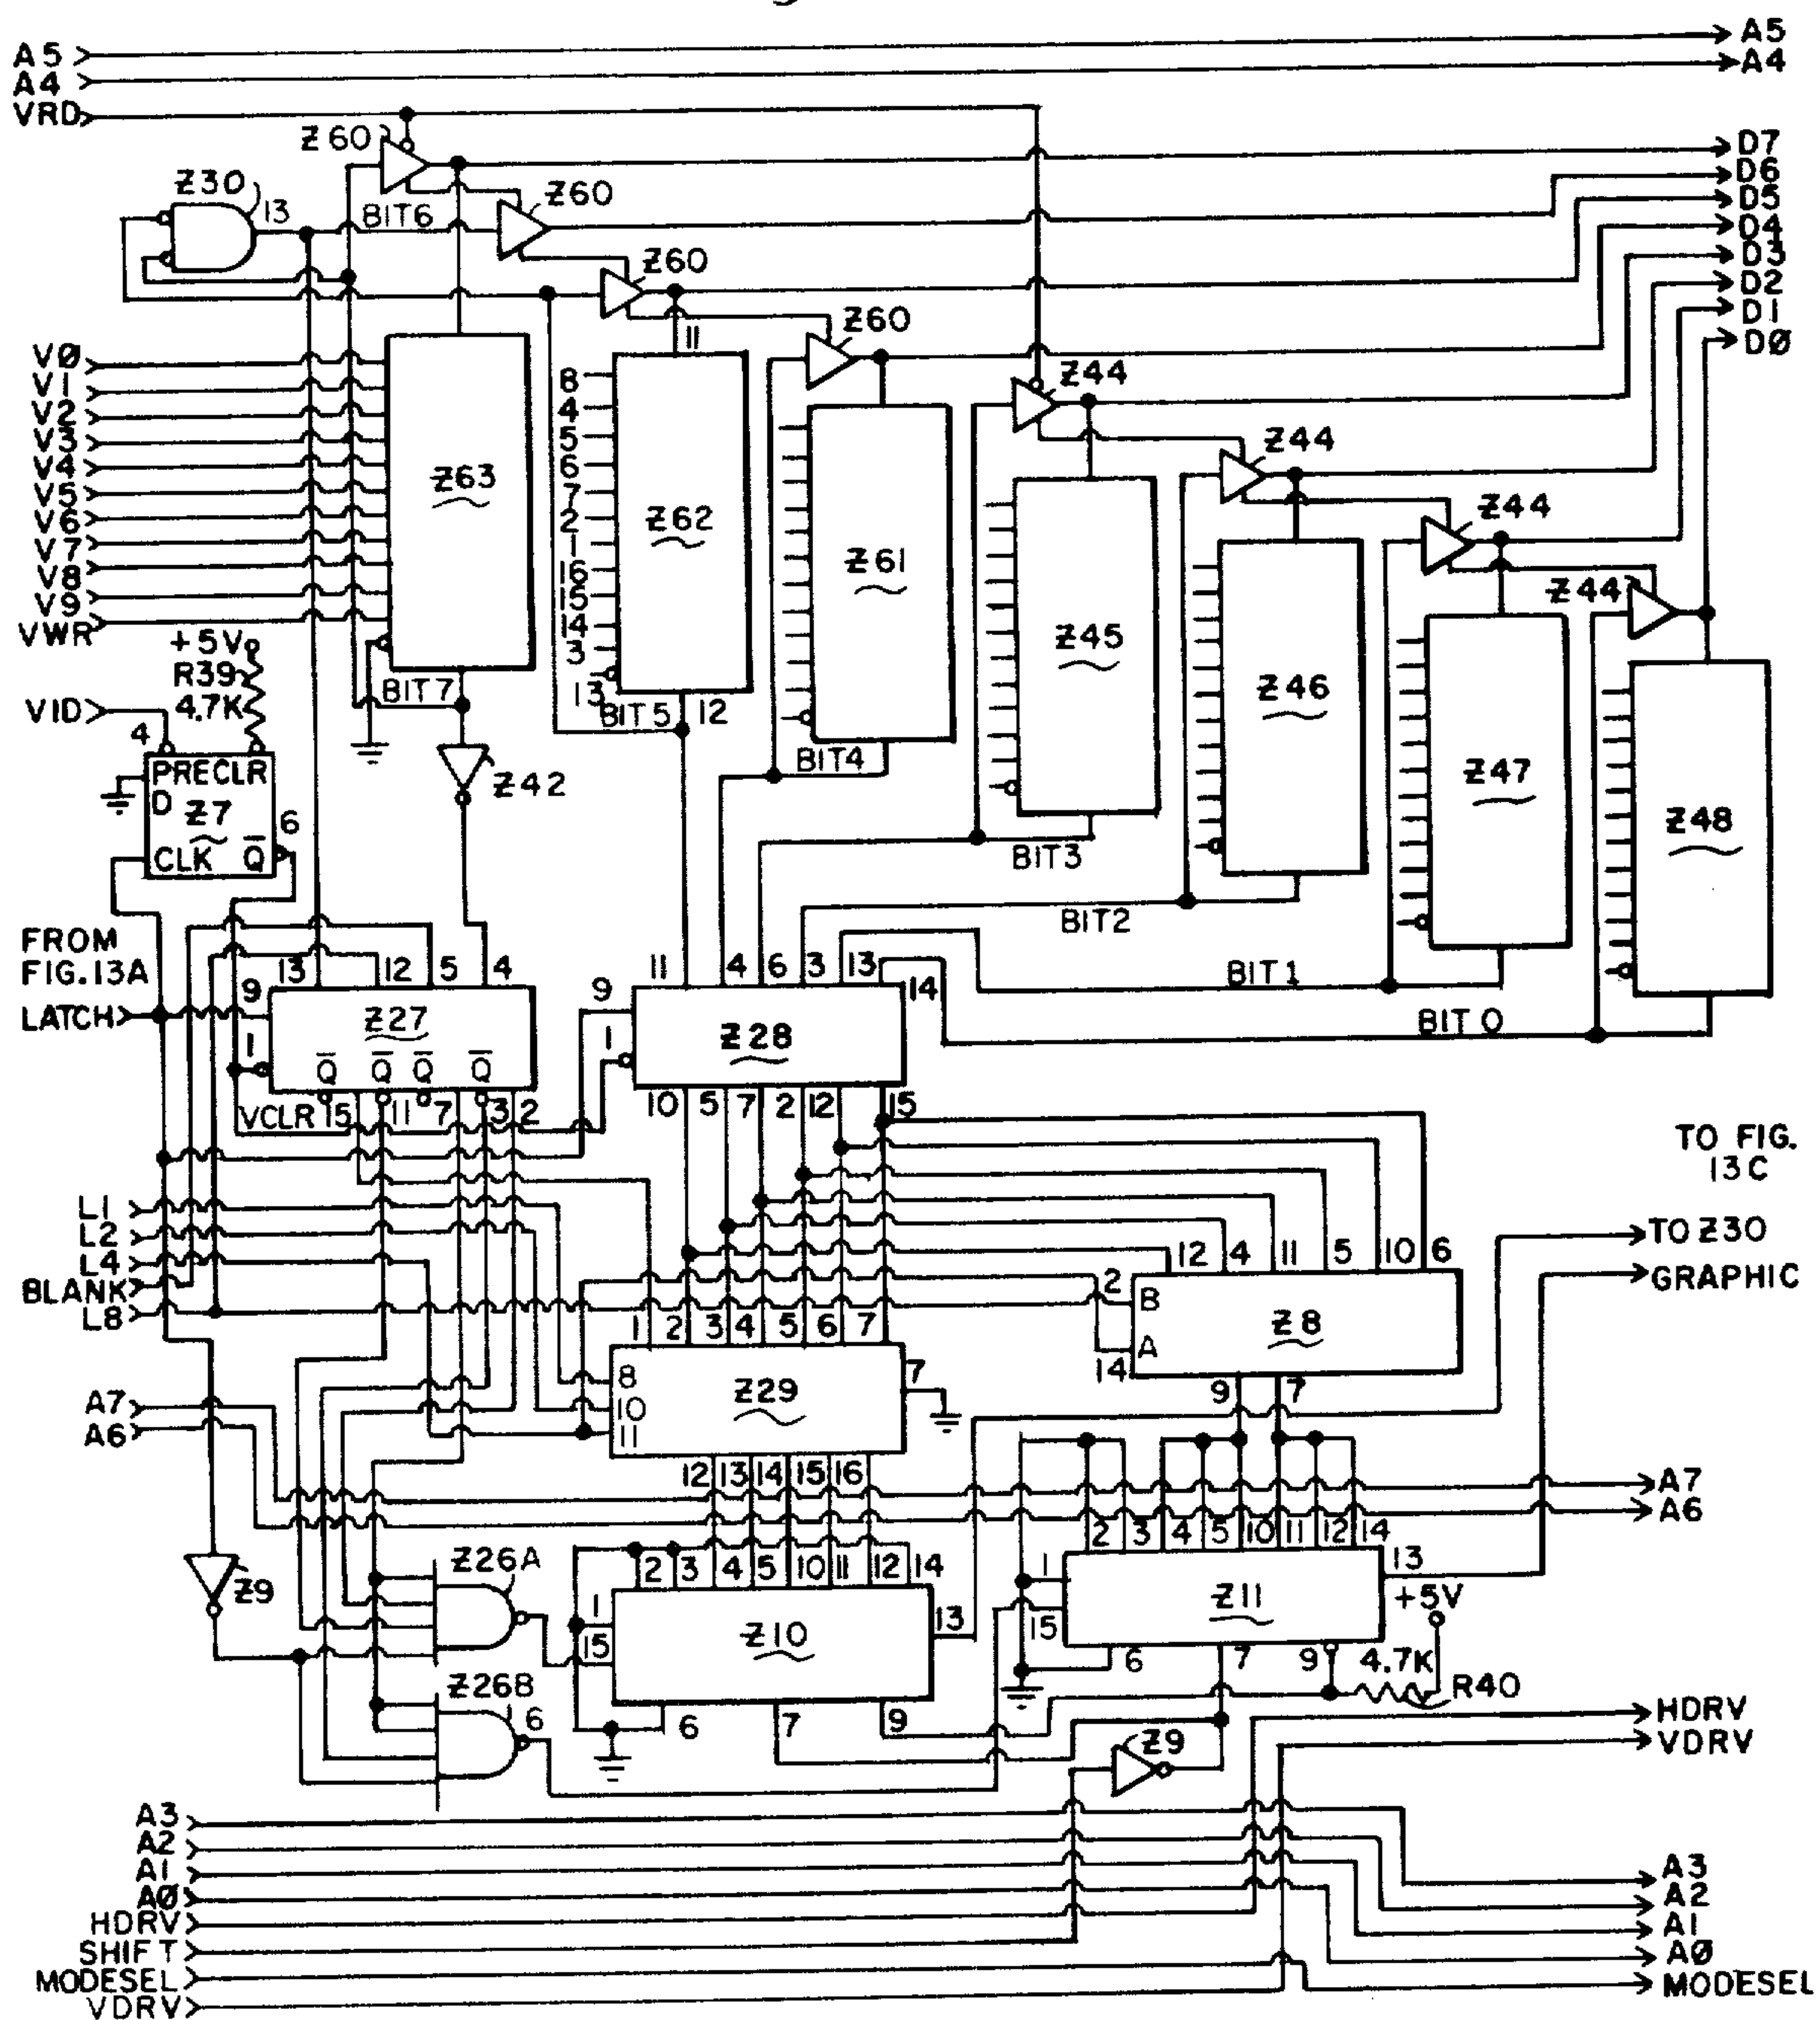 A5 A5
A4 A4
VRD
Z60
D7
Z30 13 Z60 D6
BIT6 D5
Z60 D4
D3
Z60 D2
11 D1
VØ DØ
V1 8 Z44
V2 4
V3 5 Z44
V4 6
V5 Z63 7 Z44
V6 2 Z62
V7 1 Z61
V8 16 Z44
V9 15
VWR 14 Z45
+5V 3
R39 BIT7 13 Z46
4.7K BIT5 12
VID
4 BIT4 Z47
PRE CLR Z42
D Z7 6 Z48
CLK Q̅ BIT3
BIT2
FROM
FIG.13A 13 12 5 4 11 4 6 3 13 BIT1
9 9 14
LATCH Z27 Z28 BIT 0
1 1
Q̅ Q̅ Q̅ Q̅
VCLR 15 11 7 3 2 10 5 7 2 12 15
TO FIG.
13C
L1
L2 TO Z30
L4 12 4 11 5 10 6
BLANK 2 B GRAPHIC
L8 1 2 3 4 5 6 7 Z8
A
8 7 14
A7 Z29 9 7
A6 10
11
12 13 14 15 16 A7
A6
2 3 4 5 10 11 12 14
Z26A 2 3 4 5 10 11 12 14 1 13
Z9 1 +5V
13 Z11
15 Z10 15
6 7 9 4.7K
Z26B R40
6 6 7 9 HDRV
Z9 VDRV
A3
A2
A1 A3
AØ A2
HDRV A1
SHIFT AØ
MODESEL MODESEL
VDRV